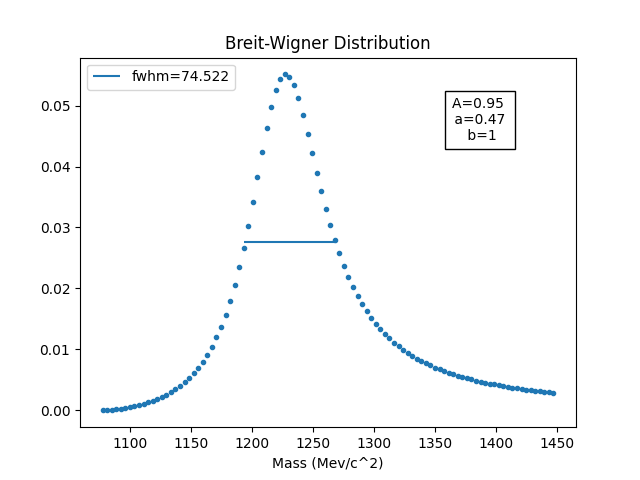 Breit-Wigner Distribution
fwhm=74.522
A=0.95
a=0.47
b=1
0.05
0.04
0.03
0.02
0.01
0.00
1100 1150 1200 1250 1300 1350 1400 1450
Mass (Mev/c^2)